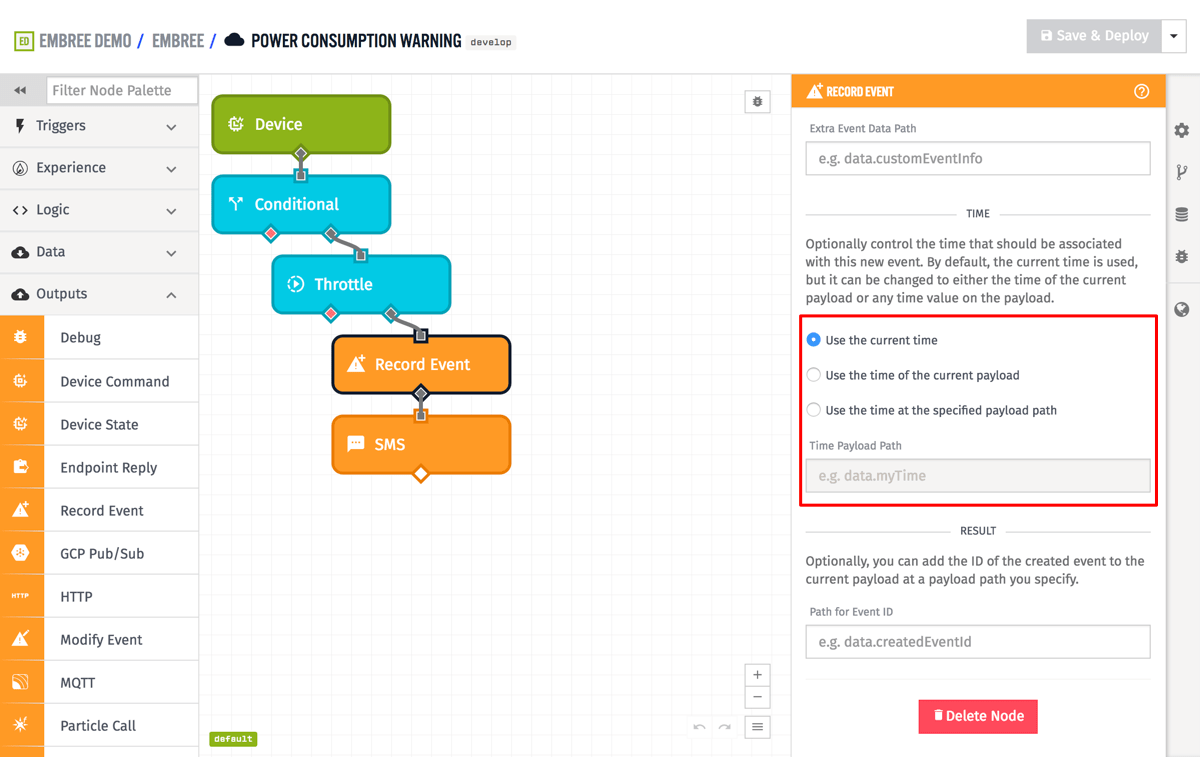 ED EMBREE DEMO / EMBREE / POWER CONSUMPTION WARNING develop
Save & Deploy
Filter Node Palette
Triggers
Experience
Logic
Data
Outputs
Debug
Device Command
Device State
Endpoint Reply
Record Event
GCP Pub/Sub
HTTP HTTP
Modify Event
MQTT
Particle Call
Device
Conditional
Throttle
Record Event
SMS
default
RECORD EVENT
Extra Event Data Path
e.g. data.customEventInfo
TIME
Optionally control the time that should be associated
with this new event. By default, the current time is used,
but it can be changed to either the time of the current
payload or any time value on the payload.
Use the current time
Use the time of the current payload
Use the time at the specified payload path
Time Payload Path
e.g. data.myTime
RESULT
Optionally, you can add the ID of the created event to the
current payload at a payload path you specify.
Path for Event ID
e.g. data.createdEventId
Delete Node